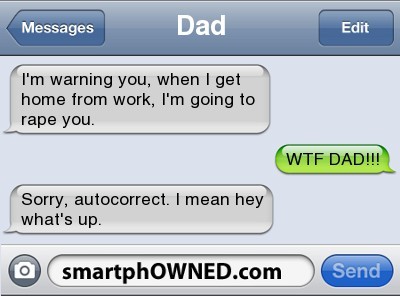 Messages
Dad
Edit
I'm warning you, when I get
home from work, I'm going to
rape you.
WTF DAD!!!
Sorry, autocorrect. I mean hey
what's up.
smartphOWNED.com
Send